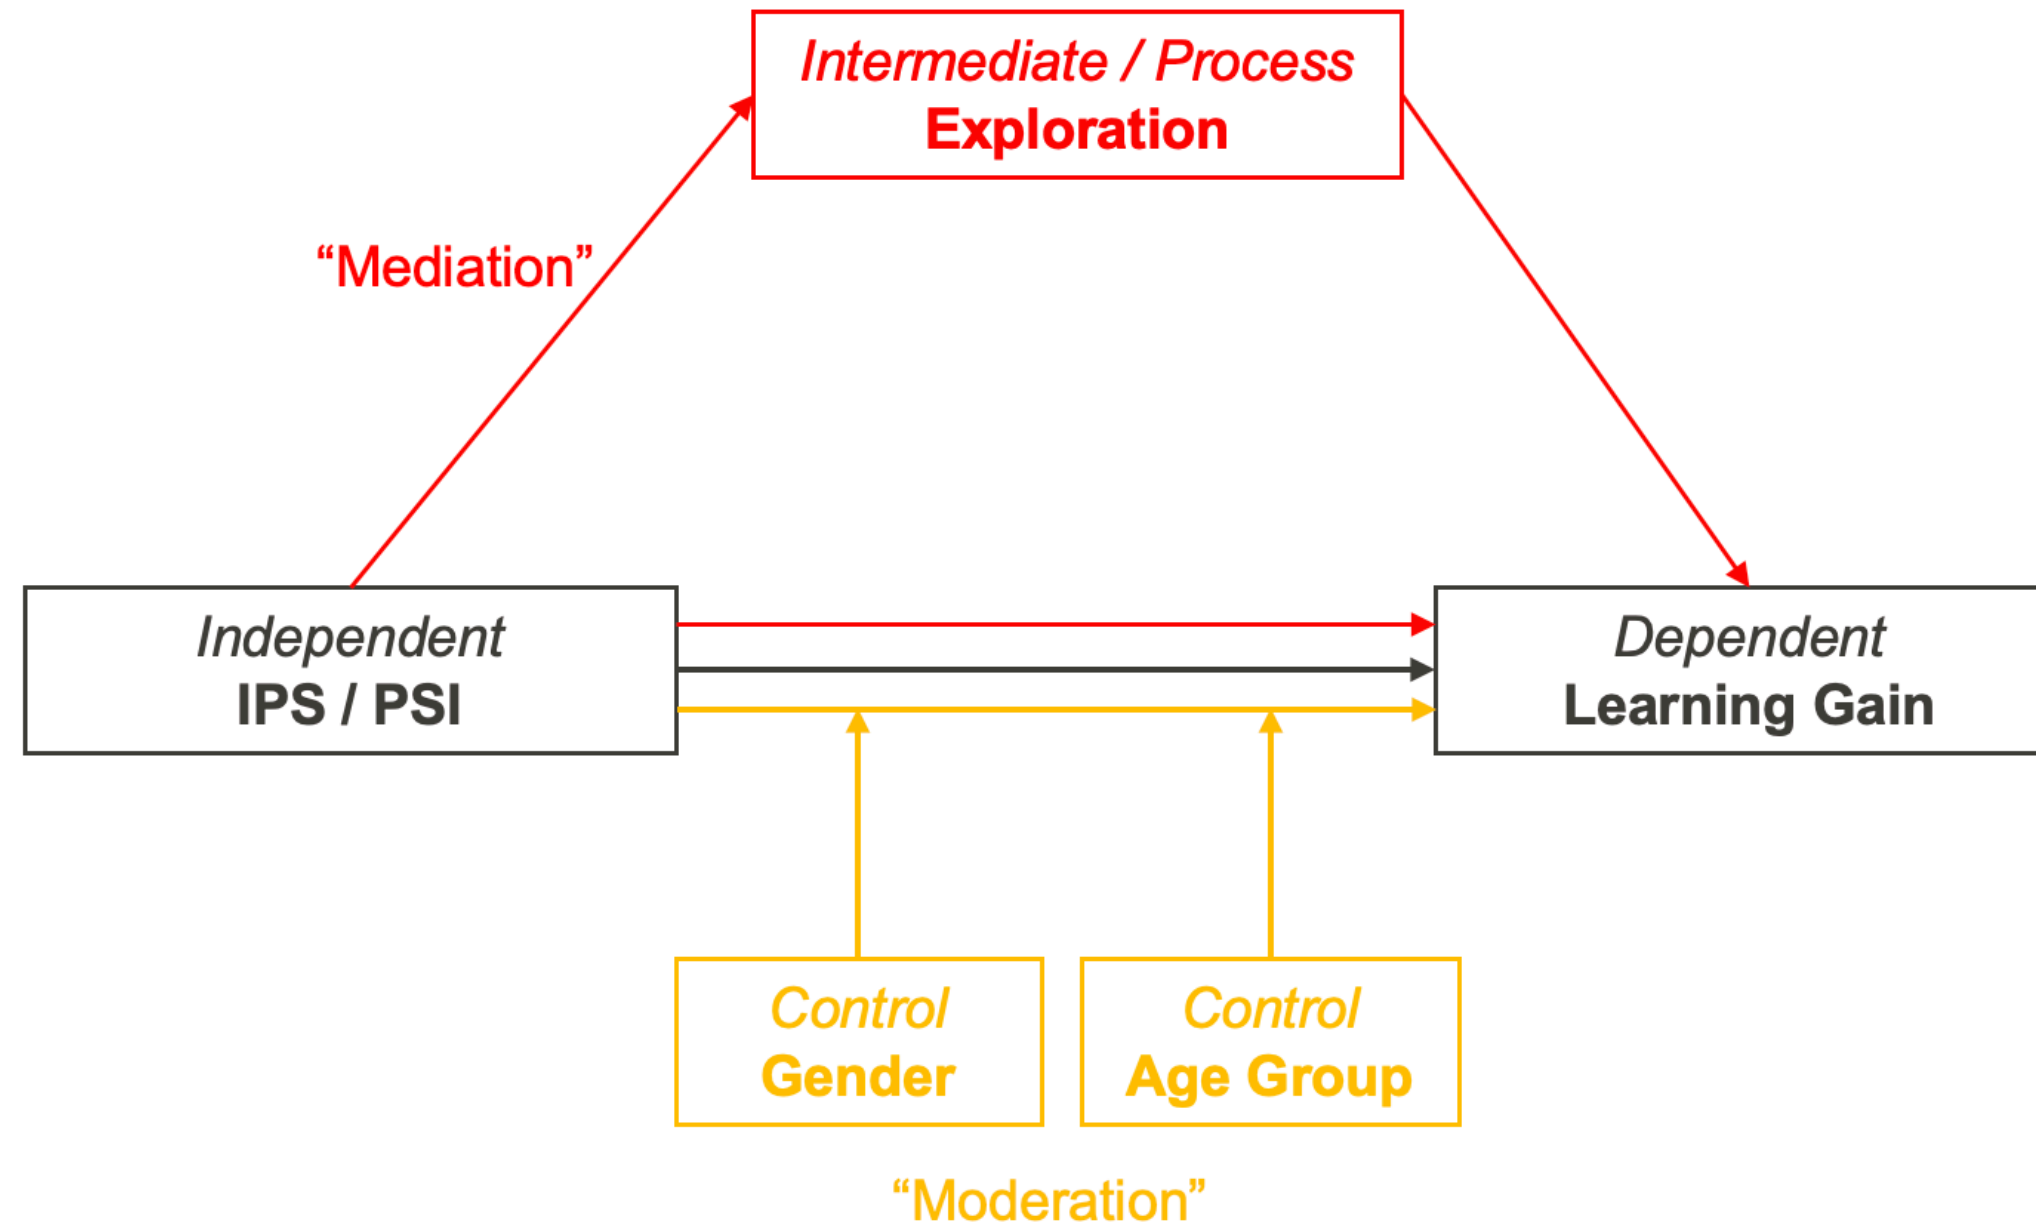 Intermediate / Process
Exploration
“Mediation”
Independent
IPS / PSI
Dependent
Learning Gain
Control
Gender
Control
Age Group
“Moderation”